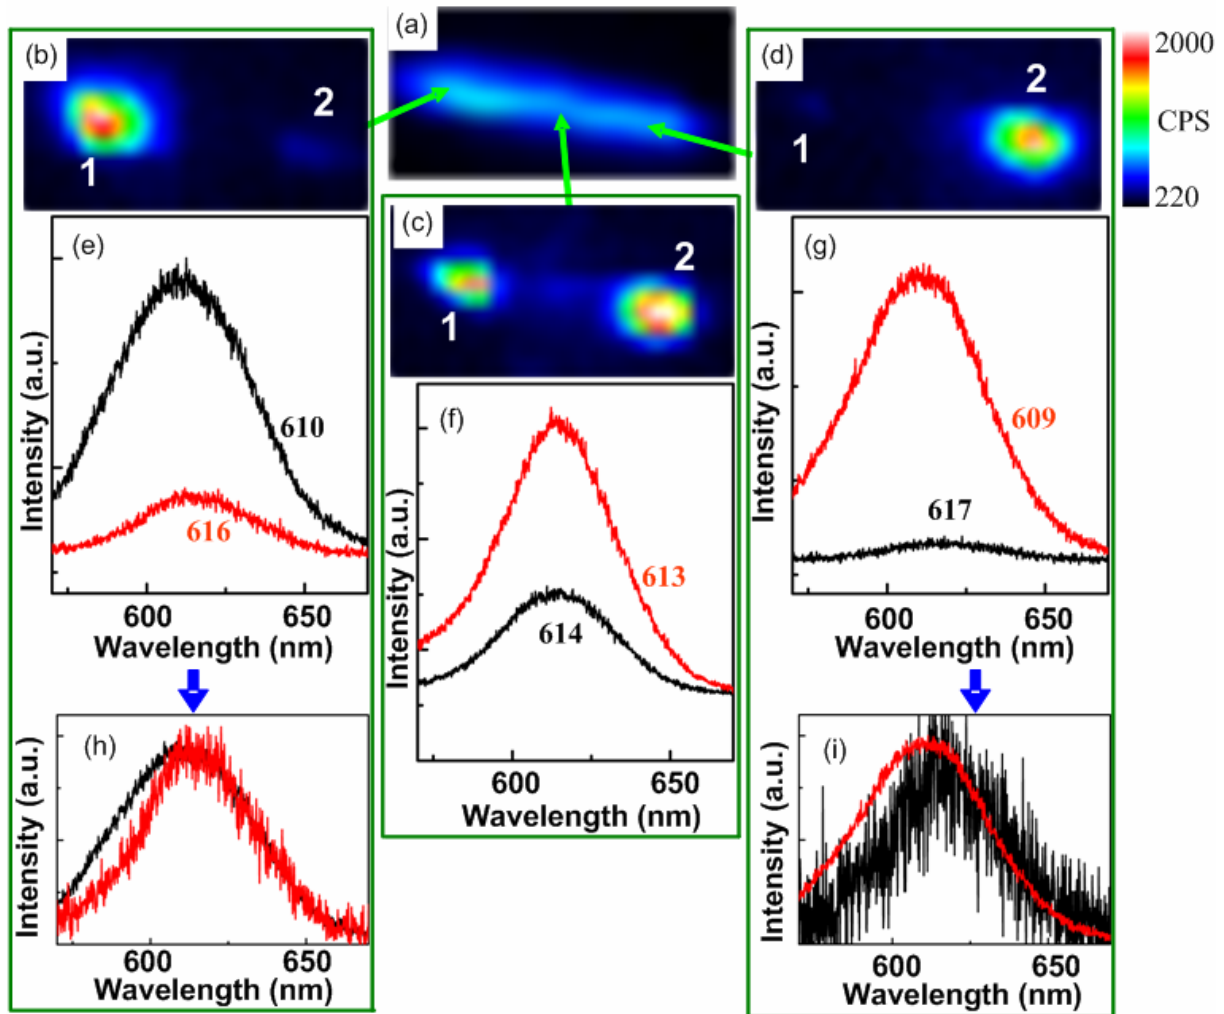 (a)
(b)
2
1
(d)
2
1
2000
CPS
220
(c)
2
1
(e)
610
616
Intensity (a.u.)
600 650
Wavelength (nm)
(f)
613
614
Intensity (a.u.)
600 650
Wavelength (nm)
(g)
609
617
Intensity (a.u.)
600 650
Wavelength (nm)
(h)
Intensity (a.u.)
600 650
Wavelength (nm)
(i)
Intensity (a.u.)
600 650
Wavelength (nm)